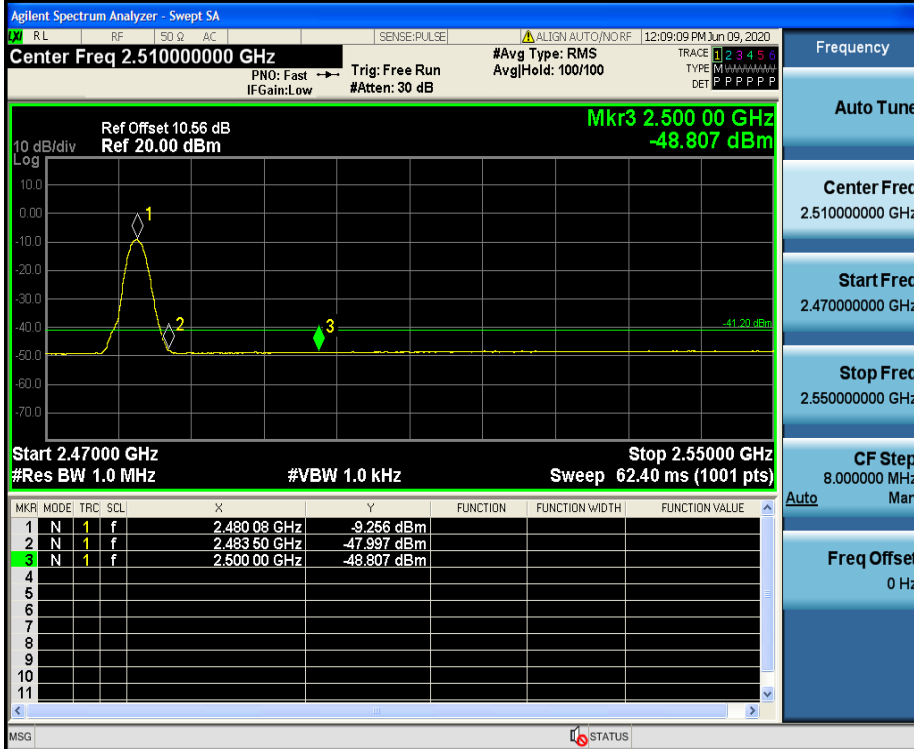 Agilent Spectrum Analyzer - Swept SA
LXI RL RF 50 Ω AC SENSE:PULSE ALIGN AUTO/NO RF 12:09:09 PM Jun 09, 2020
Center Freq 2.510000000 GHz
PNO: Fast
IFGain:Low
Trig: Free Run
#Atten: 30 dB
#Avg Type: RMS
Avg|Hold: 100/100
TRACE 1 2 3 4 5 6
TYPE M
DET P P P P P P
Frequency
Auto Tune
Center Freq
2.510000000 GHz
Start Freq
2.470000000 GHz
Stop Freq
2.550000000 GHz
CF Step
8.000000 MHz
Auto Man
Freq Offset
0 Hz
Mkr3 2.500 00 GHz
-48.807 dBm
Ref Offset 10.56 dB
10 dB/div Ref 20.00 dBm
Log
10.0
0.00
-10.0
-20.0
-30.0
-40.0
-50.0
-60.0
-70.0
1
2
3
-41.20 dBm
Start 2.47000 GHz Stop 2.55000 GHz
#Res BW 1.0 MHz #VBW 1.0 kHz Sweep 62.40 ms (1001 pts)
MKR MODE TRC SCL X Y FUNCTION FUNCTION WIDTH FUNCTION VALUE
1 N 1 f 2.480 08 GHz -9.256 dBm
2 N 1 f 2.483 50 GHz -47.997 dBm
3 N 1 f 2.500 00 GHz -48.807 dBm
4
5
6
7
8
9
10
11
MSG STATUS